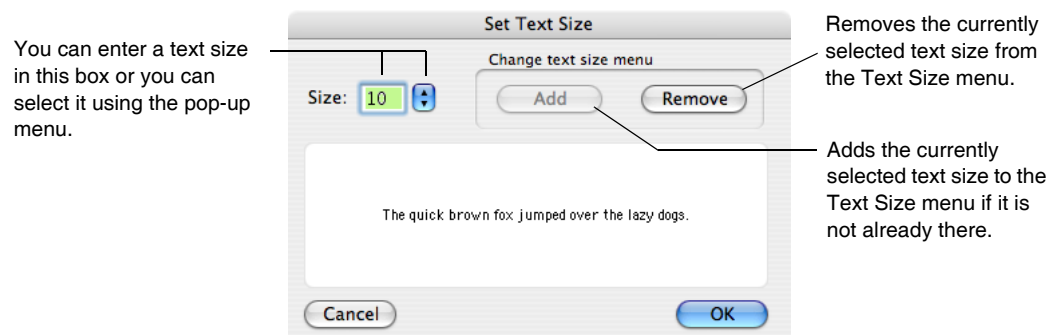 You can enter a text size
in this box or you can
select it using the pop-up
menu.
Set Text Size
Change text size menu
Size: 10
Add
Remove
The quick brown fox jumped over the lazy dogs.
Cancel
OK
Removes the currently
selected text size from
the Text Size menu.
Adds the currently
selected text size to the
Text Size menu if it is
not already there.